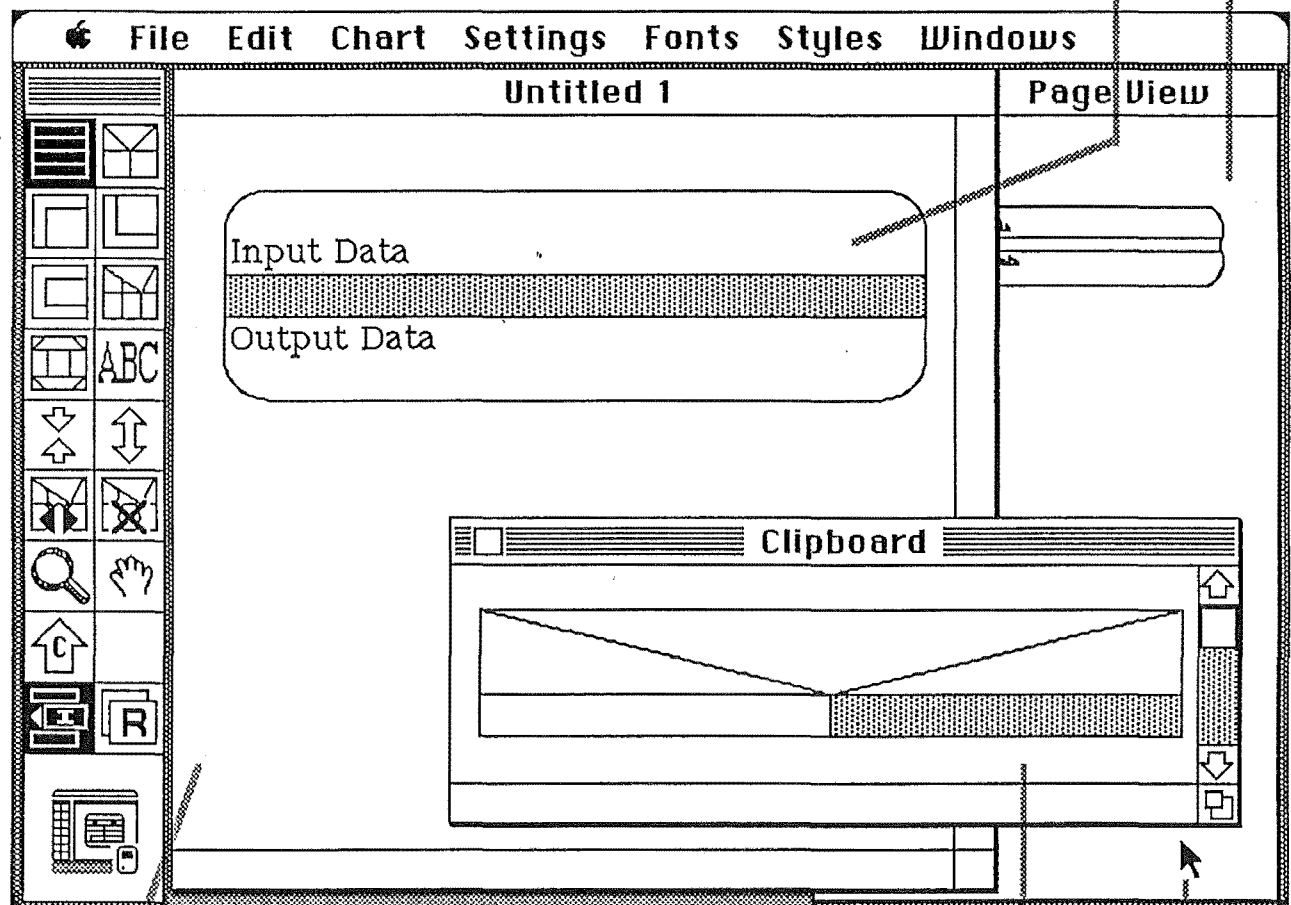 File Edit Chart Settings Fonts Styles Windows
Untitled 1
Page View
Input Data
Output Data
ABC
Clipboard
C
R